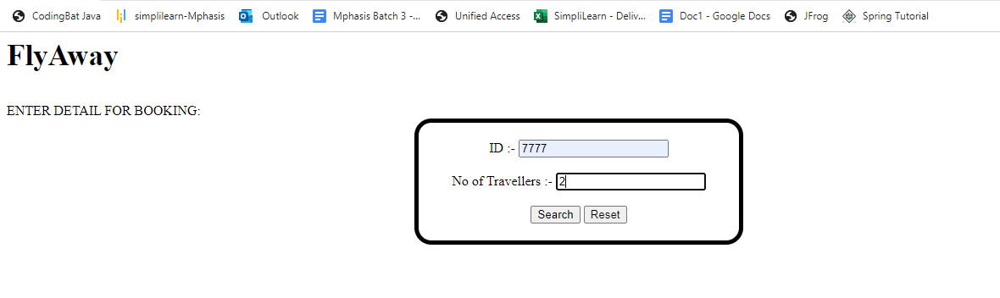 CodingBat Java simplilearn-Mphasis Outlook Mphasis Batch 3 -... Unified Access SimpliLearn - Deliv... Doc1 - Google Docs JFrog Spring Tutorial
FlyAway
ENTER DETAIL FOR BOOKING:
ID :- 7777
No of Travellers :- 2
Search Reset